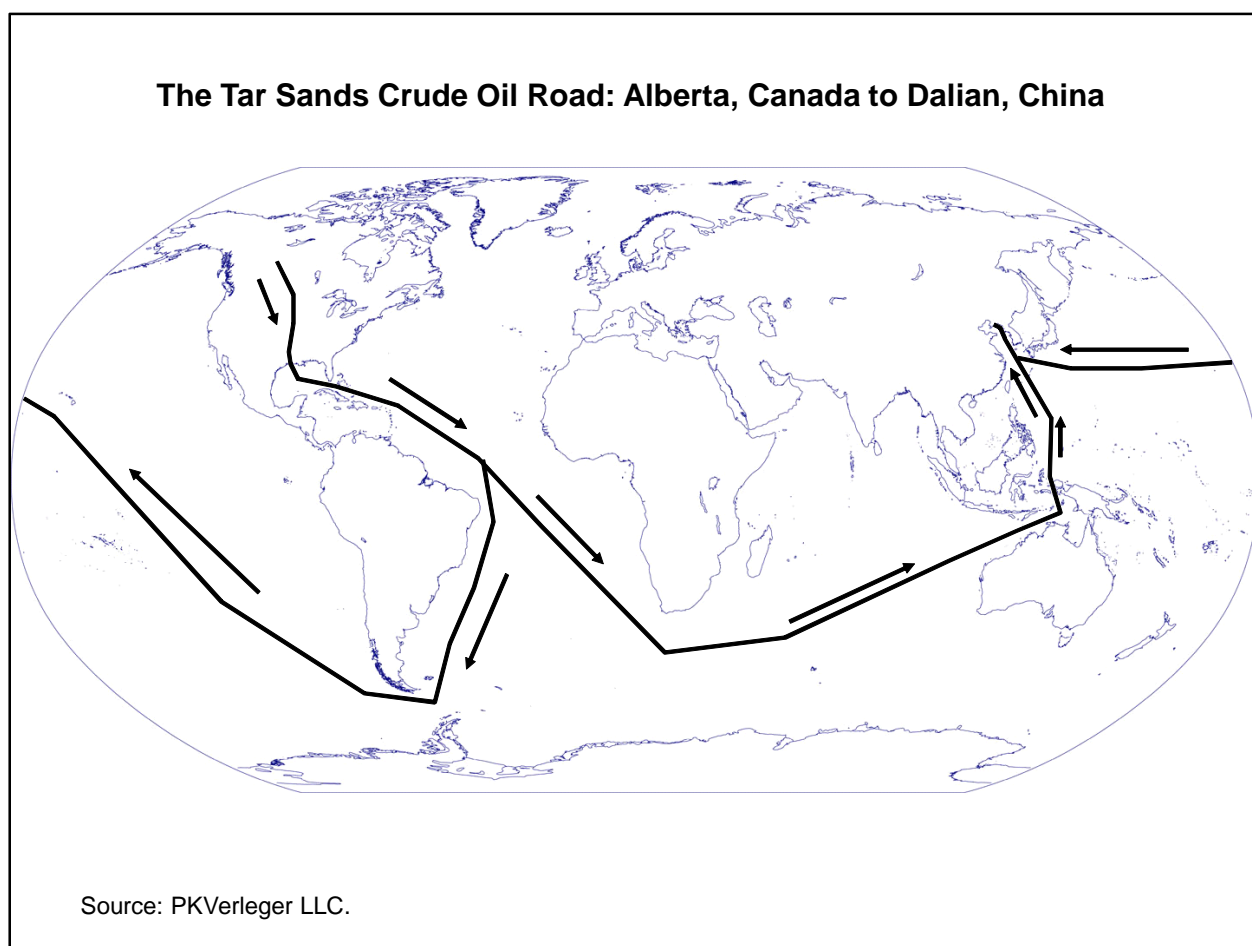 The Tar Sands Crude Oil Road: Alberta, Canada to Dalian, China
Source: PKVerleger LLC.